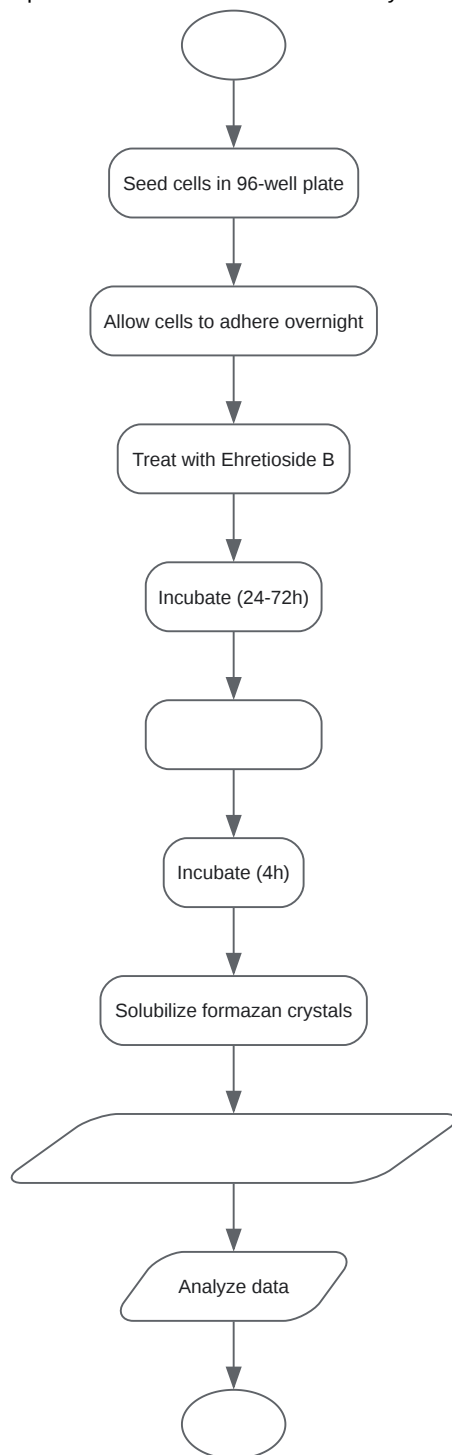 Seed cells in 96-well plate
Allow cells to adhere overnight
Treat with Ehretioside B
Incubate (24-72h)
Incubate (4h)
Solubilize formazan crystals
Analyze data